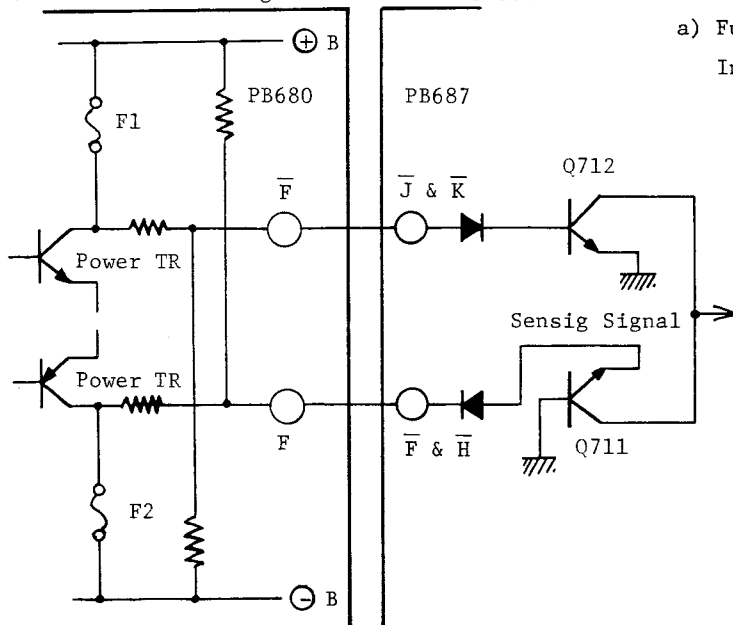 a) Fu
In
⊕ B
PB680
PB687
F1
F̅
J̅ & K̅
Q712
Power TR
Sensig Signal
Power TR
F
F̅ & H̅
Q711
F2
⊖ B